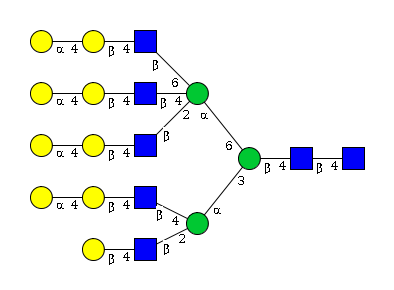 α 4 β 4
β
6
α 4 β 4 β 4
2 α
α 4 β 4 β
6
β 4 β 4
3
α 4 β 4
β 4 α
2
β 4 β